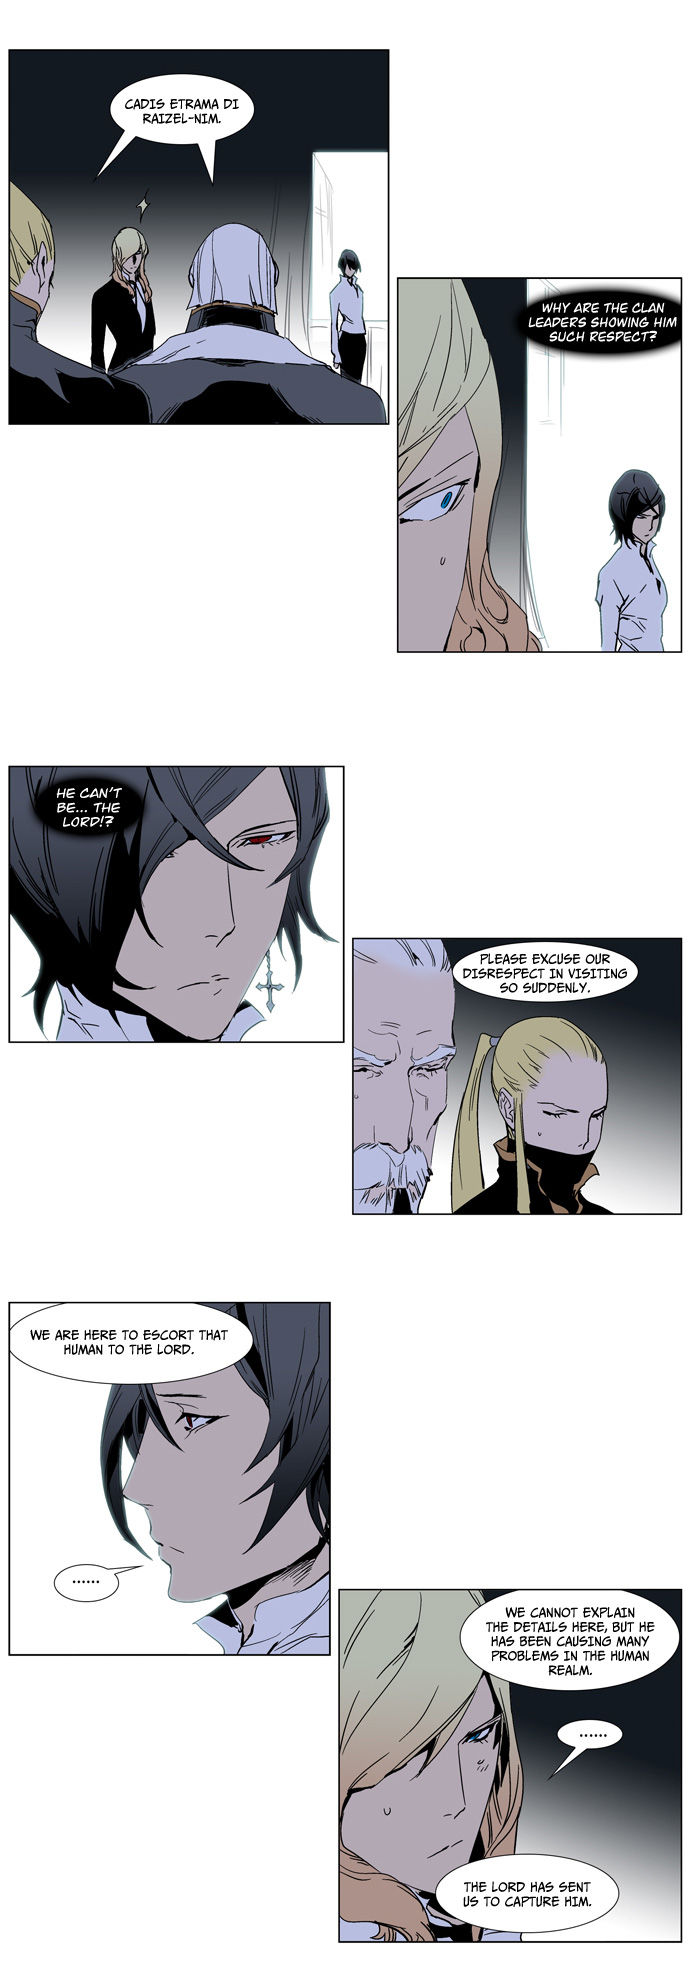 CADIS ETRAMA DI
RAIZEL-NIM.
WHY ARE THE CLAN
LEADERS SHOWING HIM
SUCH RESPECT?
HE CAN'T
BE... THE
LORD!?
PLEASE EXCUSE OUR
DISRESPECT IN VISITING
SO SUDDENLY.
WE ARE HERE TO ESCORT THAT
HUMAN TO THE LORD.
......
WE CANNOT EXPLAIN
THE DETAILS HERE, BUT HE
HAS BEEN CAUSING MANY
PROBLEMS IN THE HUMAN
REALM.
......
THE LORD HAS SENT
US TO CAPTURE HIM.